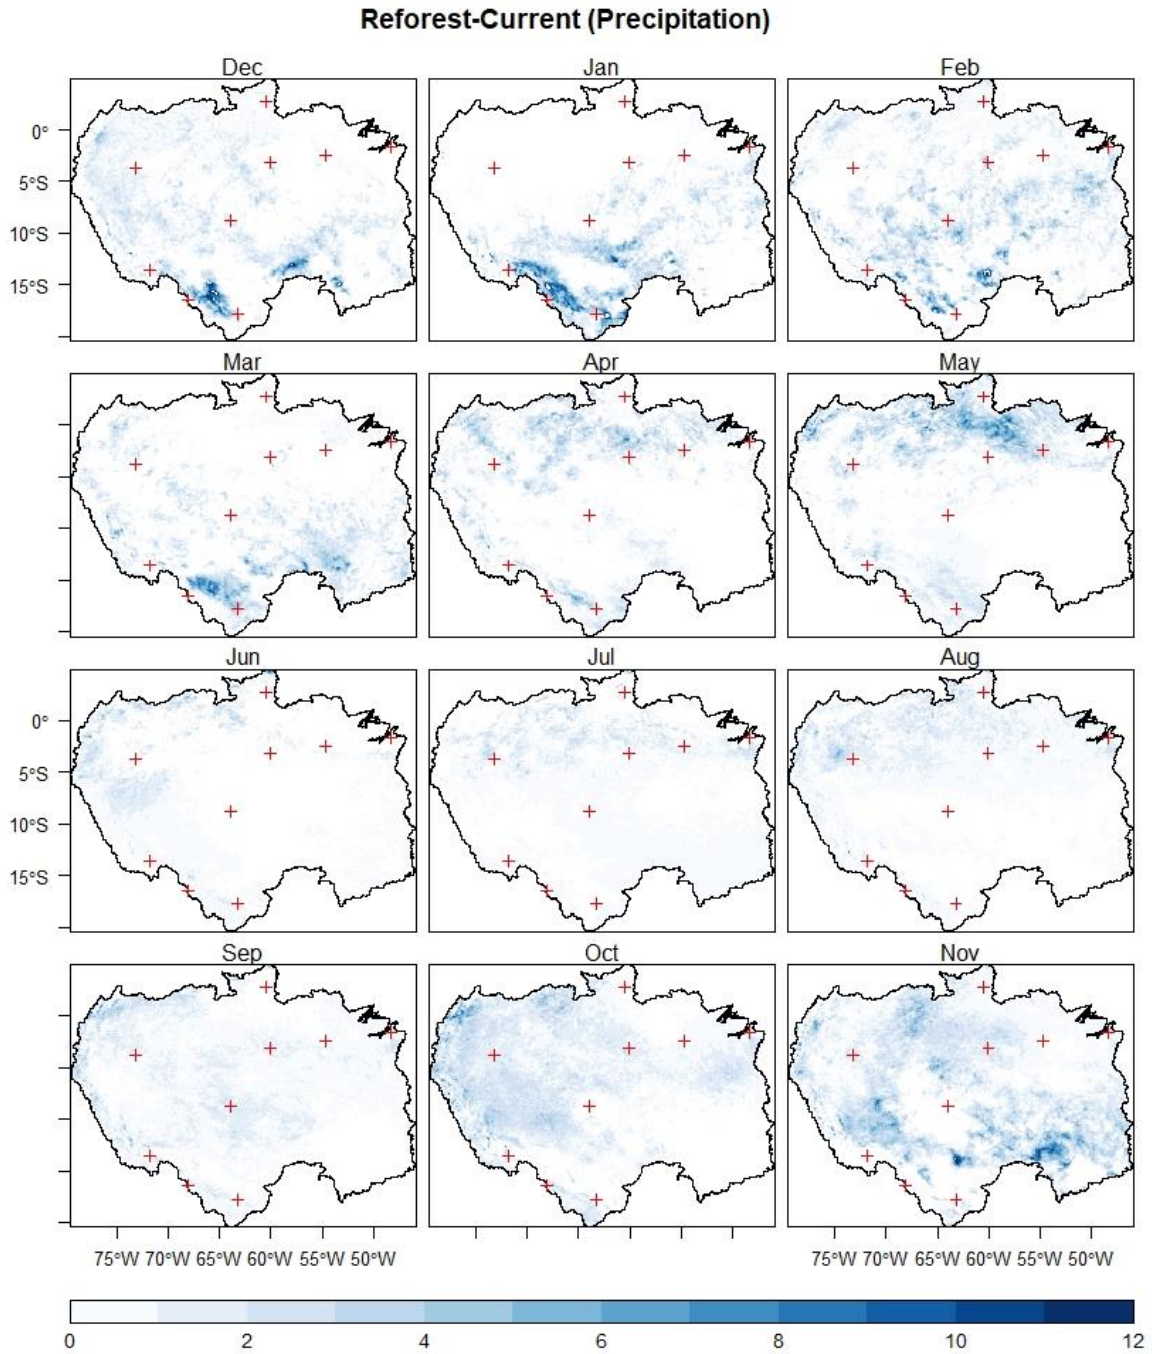 Reforest-Current (Precipitation)
Dec Jan Feb
0°
5°S
10°S
15°S
Mar Apr May
Jun Jul Aug
0°
5°S
10°S
15°S
Sep Oct Nov
75°W 70°W 65°W 60°W 55°W 50°W 75°W 70°W 65°W 60°W 55°W 50°W
0 2 4 6 8 10 12